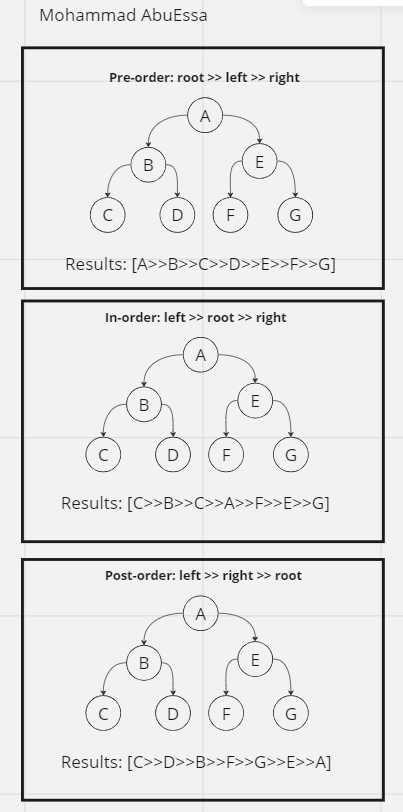 Mohammad AbuEssa
Pre-order: root >> left >> right
A
B
E
C
D
F
G
Results: [A>>B>>C>>D>>E>>F>>G]
In-order: left >> root >> right
A
B
E
C
D
F
G
Results: [C>>B>>C>>A>>F>>E>>G]
Post-order: left >> right >> root
A
B
E
C
D
F
G
Results: [C>>D>>B>>F>>G>>E>>A]